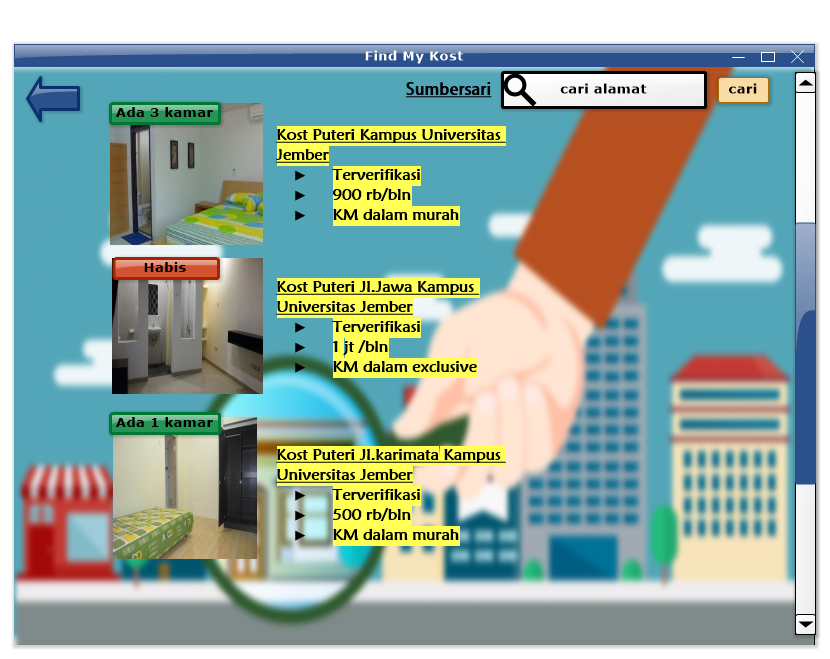 Find My Kost
Sumbersari
cari alamat
cari
Ada 3 kamar
Kost Puteri Kampus Universitas
Jember
► Terverifikasi
► 900 rb/bln
► KM dalam murah
Habis
Kost Puteri Jl.Jawa Kampus
Universitas Jember
► Terverifikasi
► 1 jt /bln
► KM dalam exclusive
Ada 1 kamar
Kost Puteri Jl.karimata Kampus
Universitas Jember
► Terverifikasi
► 500 rb/bln
► KM dalam murah